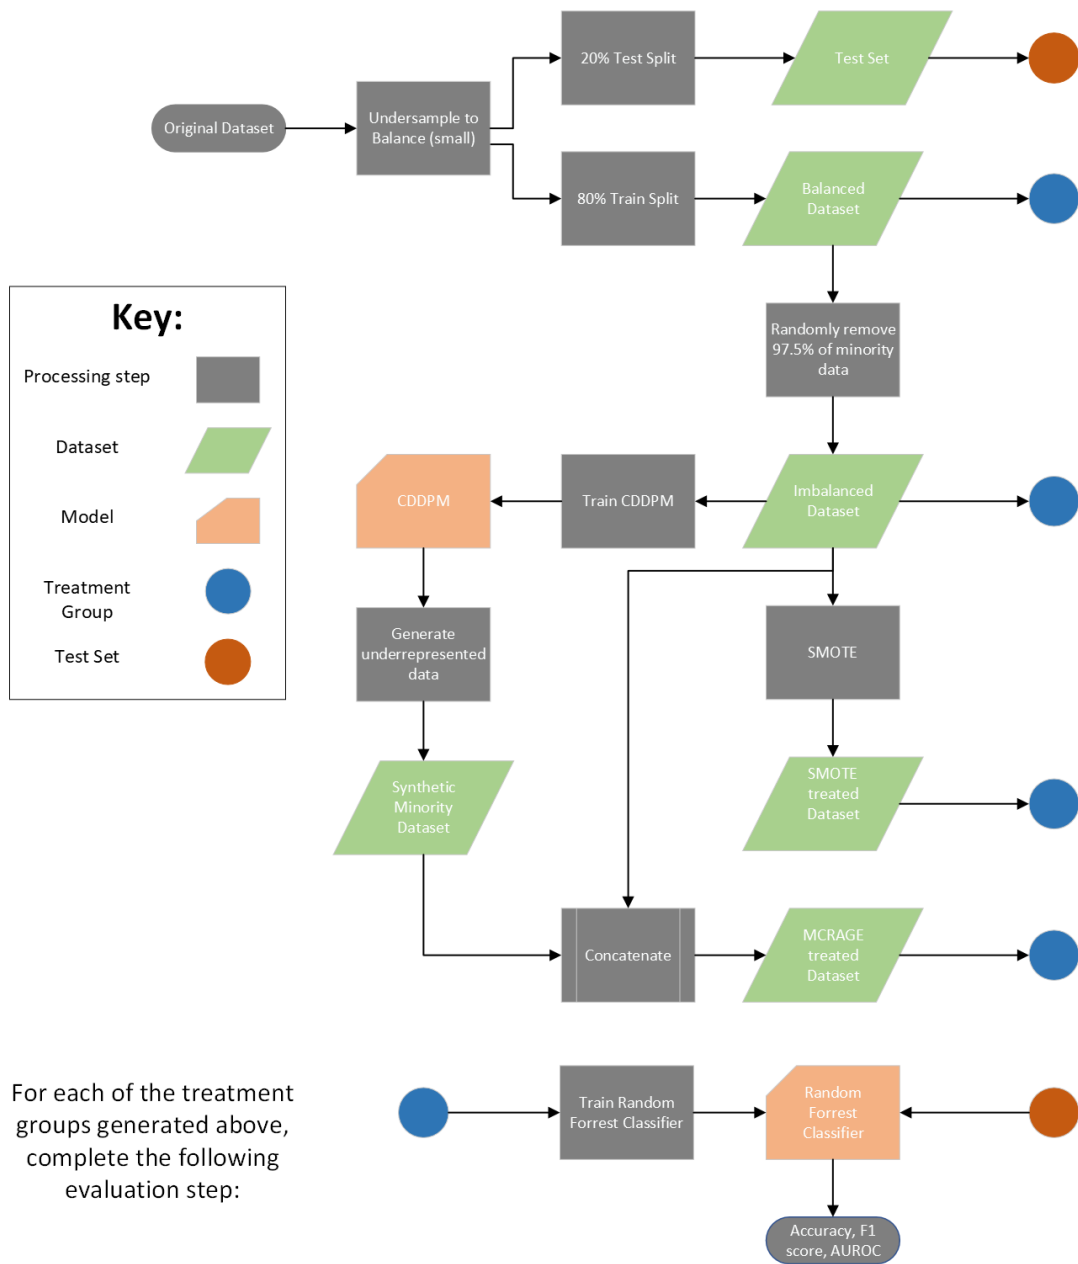 20% Test Split
Test Set
Original Dataset
Undersample to
Balance (small)
80% Train Split
Balanced
Dataset
Key:
Processing step
Dataset
Model
Treatment
Group
Test Set
Randomly remove
97.5% of minority
data
CDDPM
Train CDDPM
Imbalanced
Dataset
Generate
underrepresented
data
SMOTE
Synthetic
Minority
Dataset
SMOTE
treated
Dataset
Concatenate
MCRAGE
treated
Dataset
For each of the treatment
groups generated above,
complete the following
evaluation step:
Train Random
Forrest Classifier
Random
Forrest
Classifier
Accuracy, F1
score, AUROC